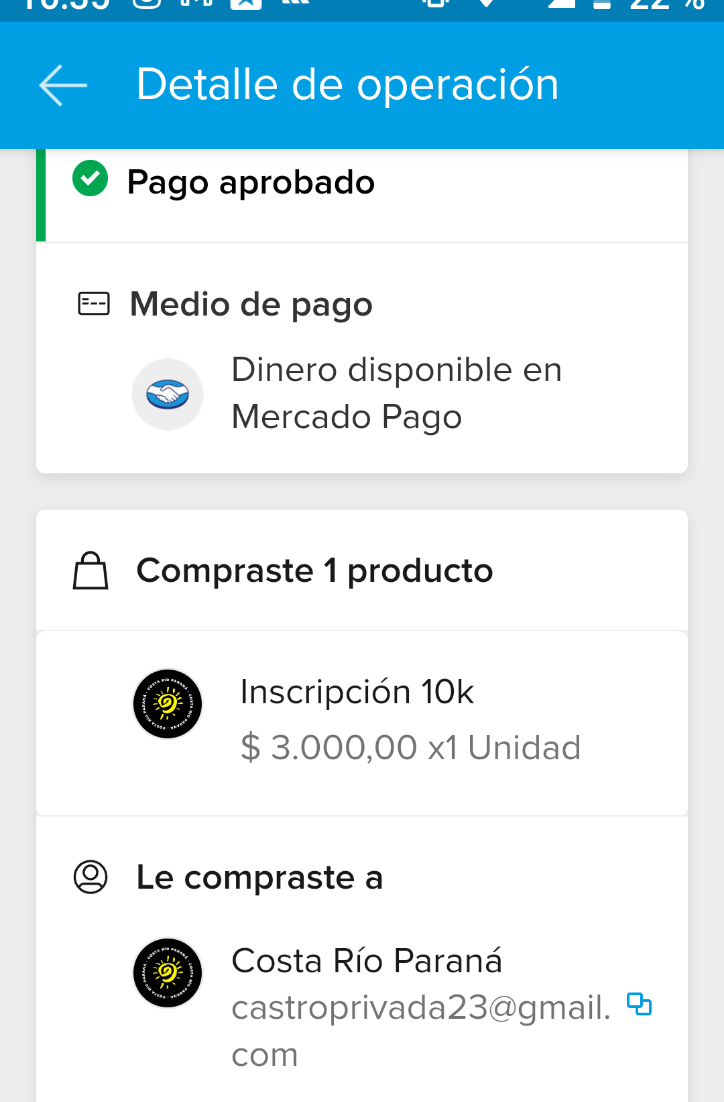 22 %
Detalle de operación
Pago aprobado
Medio de pago
Dinero disponible en
Mercado Pago
Compraste 1 producto
Inscripción 10k
$ 3.000,00 x1 Unidad
Le compraste a
Costa Río Paraná
castroprivada23@gmail.
com